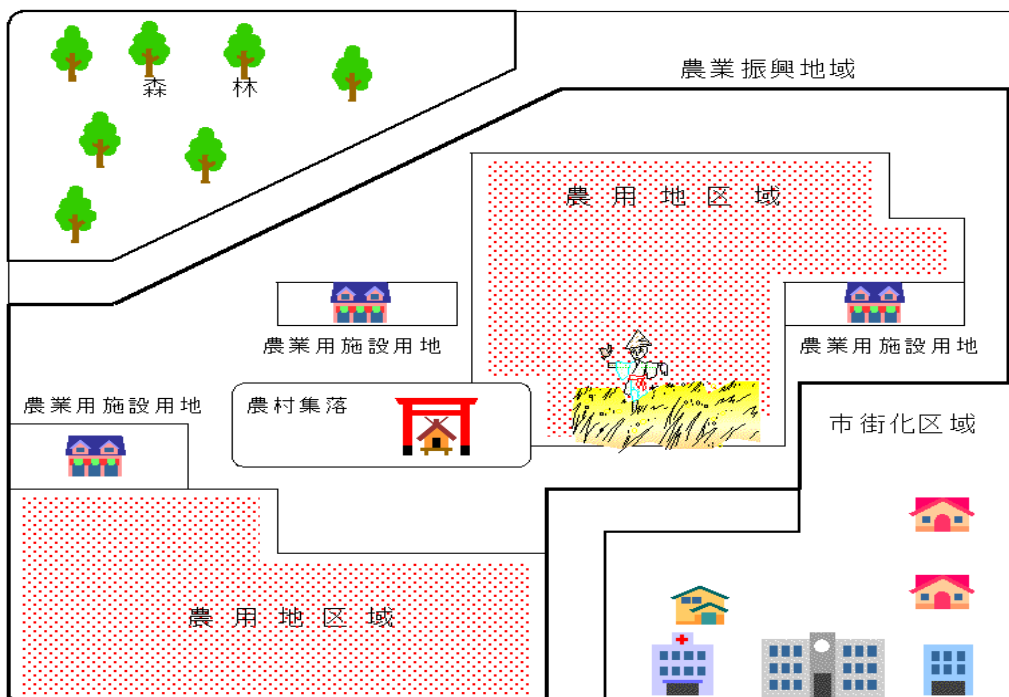 農業振興地域
森林
農用地区域
農業用施設用地
農業用施設用地
農業用施設用地
農村集落
市街化区域
農用地区域